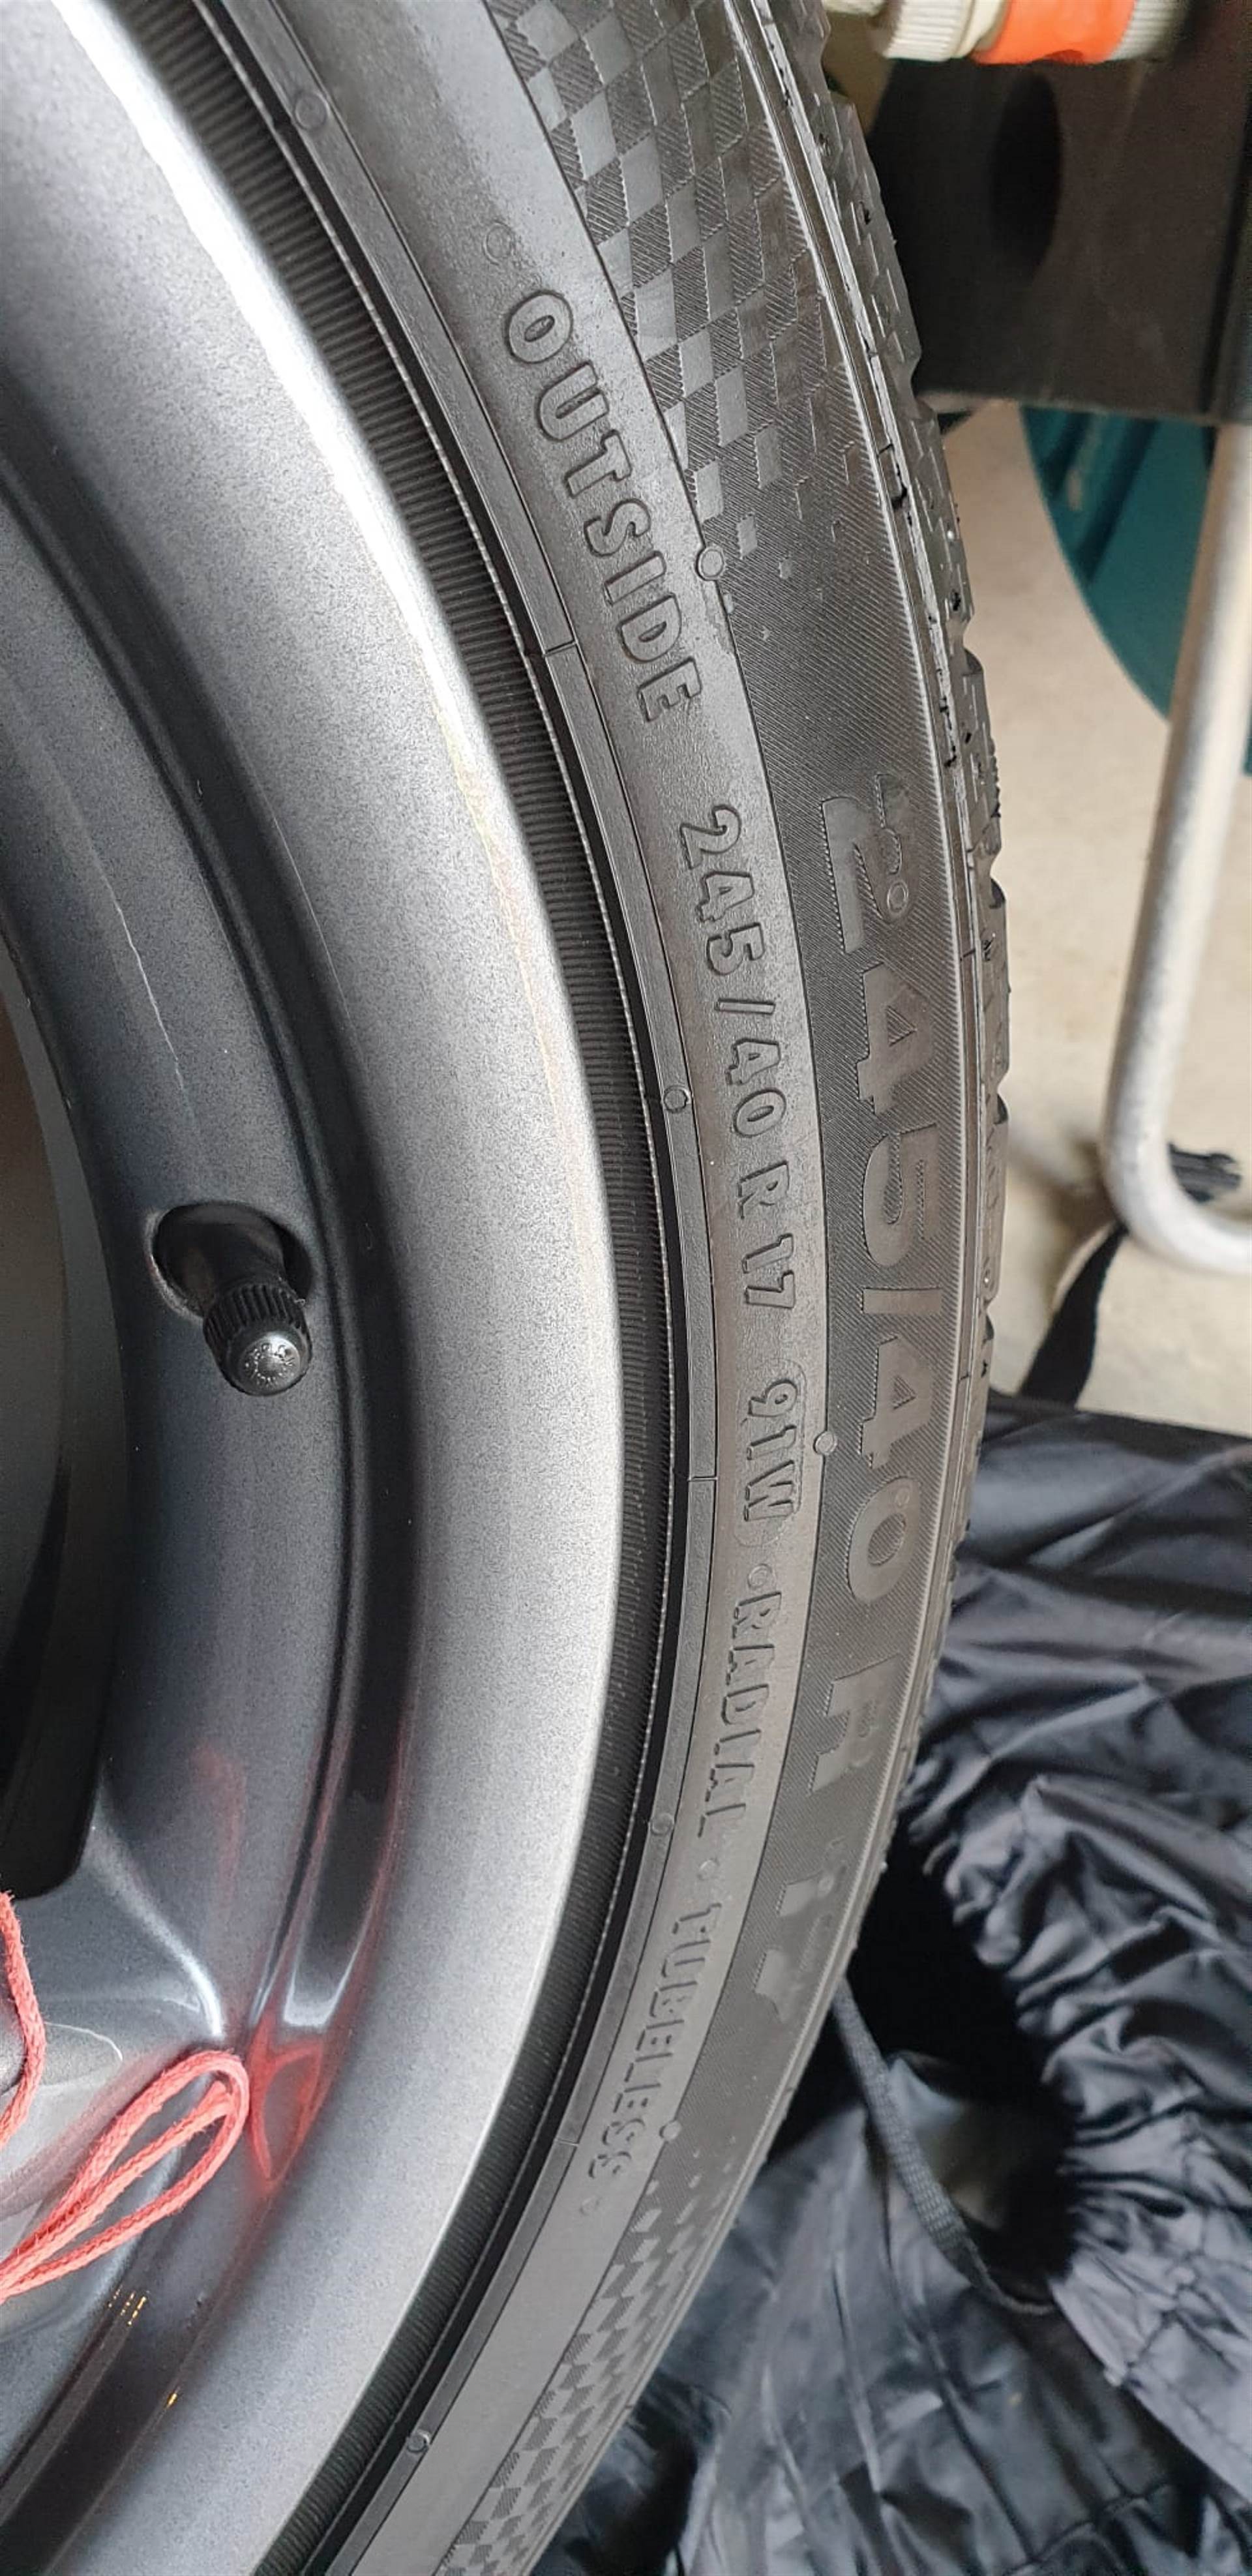 OUTSIDE 245/40 R 17 91W · RADIAL · TUBELESS ·
245/40 R 17